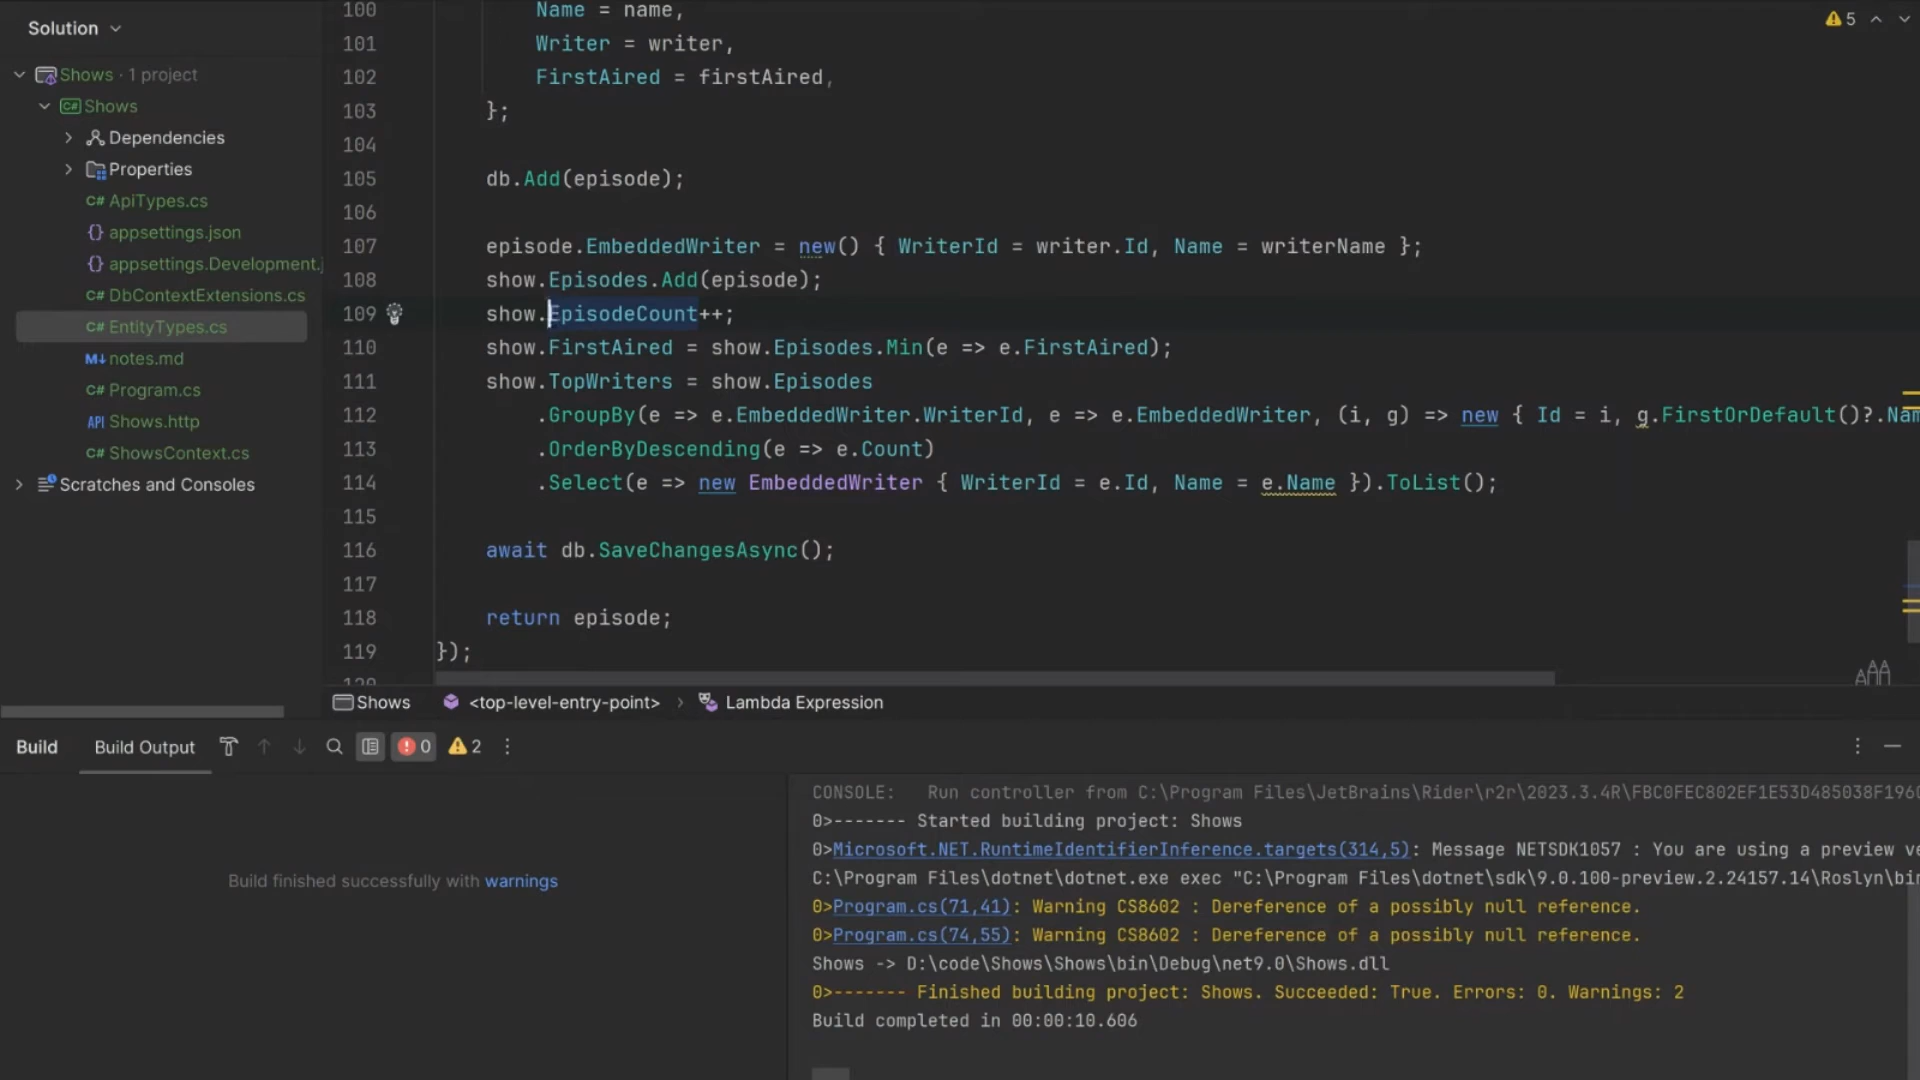 Solution
Shows · 1 project
Shows
Dependencies
Properties
C# ApiTypes.cs
{} appsettings.json
{} appsettings.Development.j
C# DbContextExtensions.cs
C# EntityTypes.cs
M↓ notes.md
C# Program.cs
API Shows.http
C# ShowsContext.cs
Scratches and Consoles
5
100 Name = name,
101 Writer = writer,
102 FirstAired = firstAired,
103 };
104
105 db.Add(episode);
106
107 episode.EmbeddedWriter = new() { WriterId = writer.Id, Name = writerName };
108 show.Episodes.Add(episode);
109 show.EpisodeCount++;
110 show.FirstAired = show.Episodes.Min(e => e.FirstAired);
111 show.TopWriters = show.Episodes
112 .GroupBy(e => e.EmbeddedWriter.WriterId, e => e.EmbeddedWriter, (i, g) => new { Id = i, g.FirstOrDefault()?.Nam
113 .OrderByDescending(e => e.Count)
114 .Select(e => new EmbeddedWriter { WriterId = e.Id, Name = e.Name }).ToList();
115
116 await db.SaveChangesAsync();
117
118 return episode;
119 });
120
Shows <top-level-entry-point> › Lambda Expression
Build Build Output 0 2
Build finished successfully with warnings
CONSOLE: Run controller from C:\Program Files\JetBrains\Rider\r2r\2023.3.4R\FBC0FEC802EF1E53D485038F1960
0>------- Started building project: Shows
0>Microsoft.NET.RuntimeIdentifierInference.targets(314,5): Message NETSDK1057 : You are using a preview ve
C:\Program Files\dotnet\dotnet.exe exec "C:\Program Files\dotnet\sdk\9.0.100-preview.2.24157.14\Roslyn\bin
0>Program.cs(71,41): Warning CS8602 : Dereference of a possibly null reference.
0>Program.cs(74,55): Warning CS8602 : Dereference of a possibly null reference.
Shows -> D:\code\Shows\Shows\bin\Debug\net9.0\Shows.dll
0>------- Finished building project: Shows. Succeeded: True. Errors: 0. Warnings: 2
Build completed in 00:00:10.606